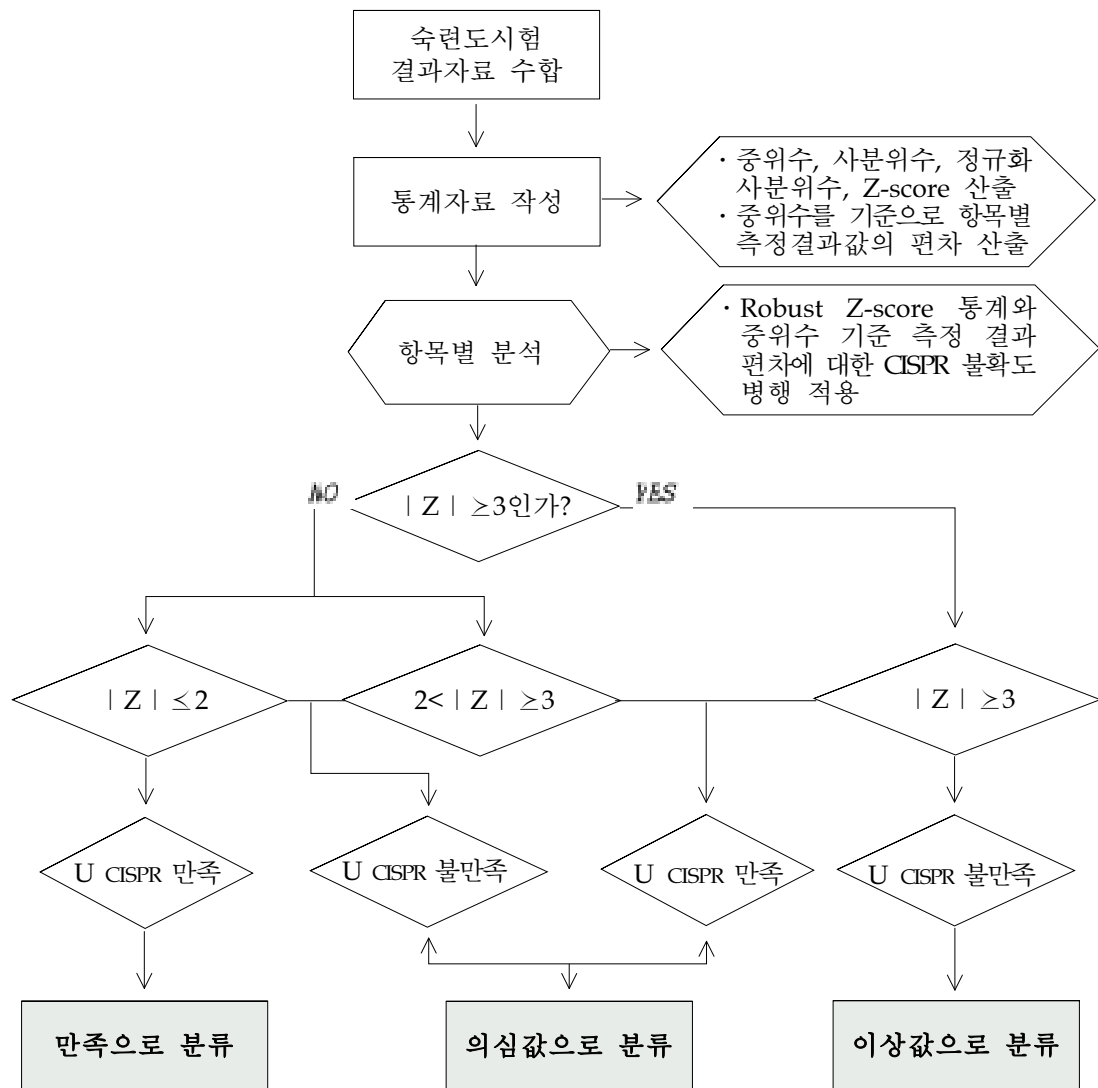 숙련도시험
결과자료 수합
통계자료 작성
· 중위수, 사분위수, 정규화
사분위수, Z-score 산출
· 중위수를 기준으로 항목별
측정결과값의 편차 산출
항목별 분석
· Robust Z-score 통계와
중위수 기준 측정 결과
편차에 대한 CISPR 불확도
병행 적용
NO
| Z | ≥3인가?
YES
| Z | ≤2
2< | Z | ≥3
| Z | ≥3
U CISPR 만족
U CISPR 불만족
U CISPR 만족
U CISPR 불만족
만족으로 분류
의심값으로 분류
이상값으로 분류